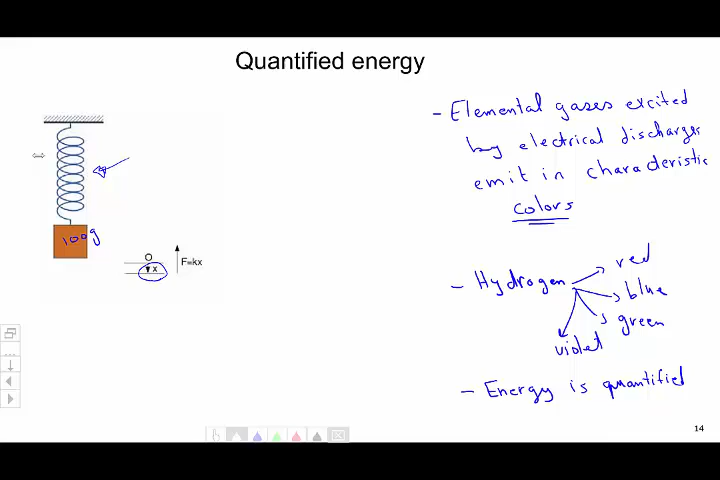 Quantified energy
100g
O
x
F=kx
- Elemental gases excited
by electrical discharges
emit in characteristic
colors
- Hydrogen
red
blue
green
violet
- Energy is quantified
14